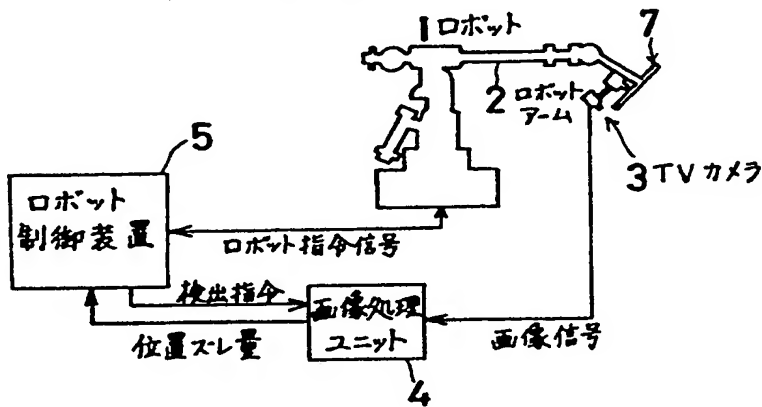 1 ロボット
7
2 ロボット
アーム
3 TVカメラ
5
ロボット
制御装置
ロボット指令信号
検出指令
画像処理
ユニット
位置ズレ量
画像信号
4